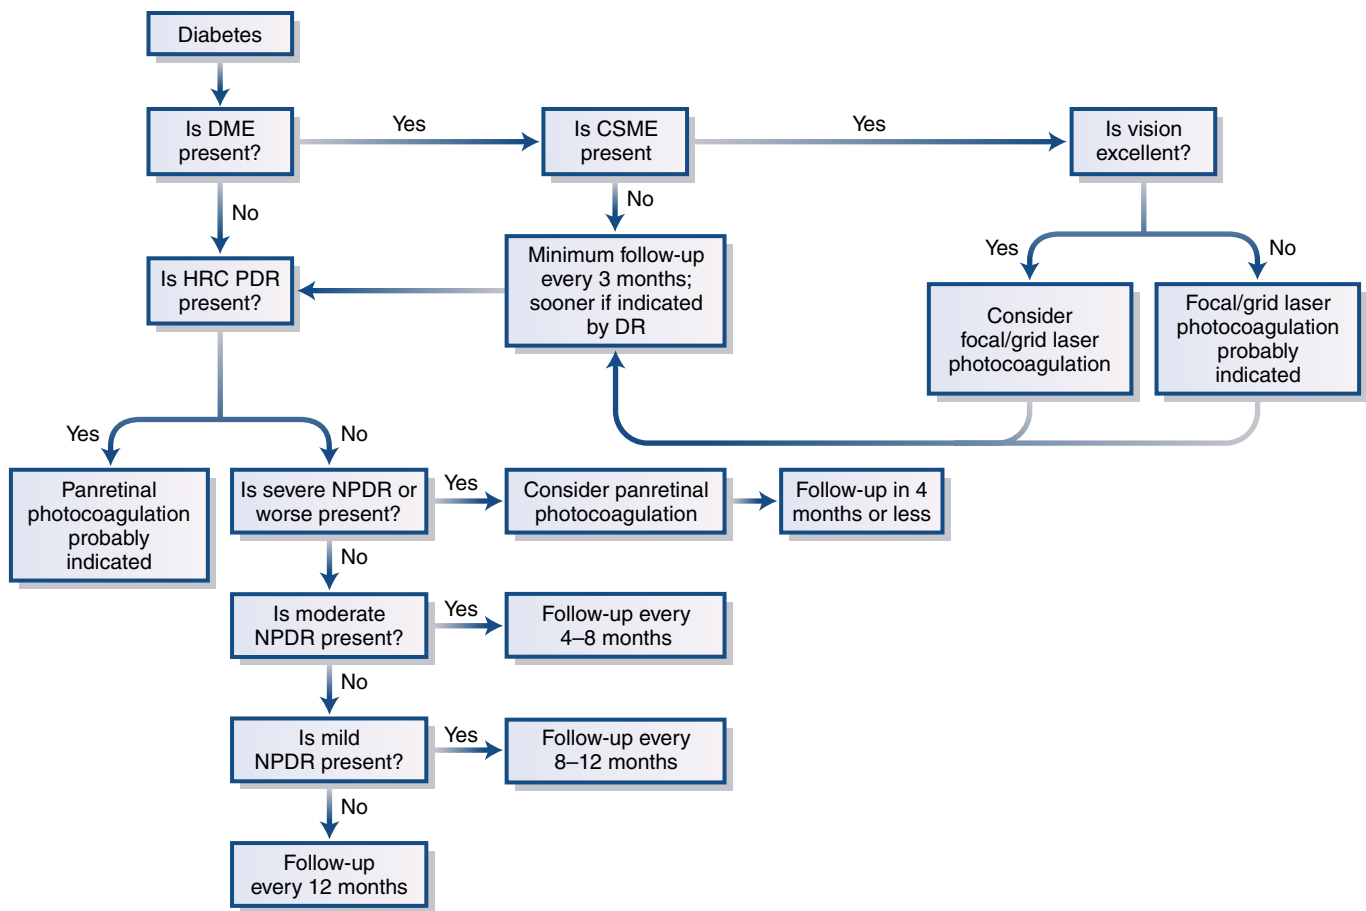 Diabetes
Is DME
present?
Yes
Is CSME
present
Yes
Is vision
excellent?
No
No
Is HRC PDR
present?
Minimum follow-up
every 3 months;
sooner if indicated
by DR
Yes
No
Consider
focal/grid laser
photocoagulation
Focal/grid laser
photocoagulation
probably
indicated
Yes
No
Panretinal
photocoagulation
probably
indicated
Is severe NPDR or
worse present?
Yes
Consider panretinal
photocoagulation
Follow-up in 4
months or less
No
Is moderate
NPDR present?
Yes
Follow-up every
4–8 months
No
Is mild
NPDR present?
Yes
Follow-up every
8–12 months
No
Follow-up
every 12 months